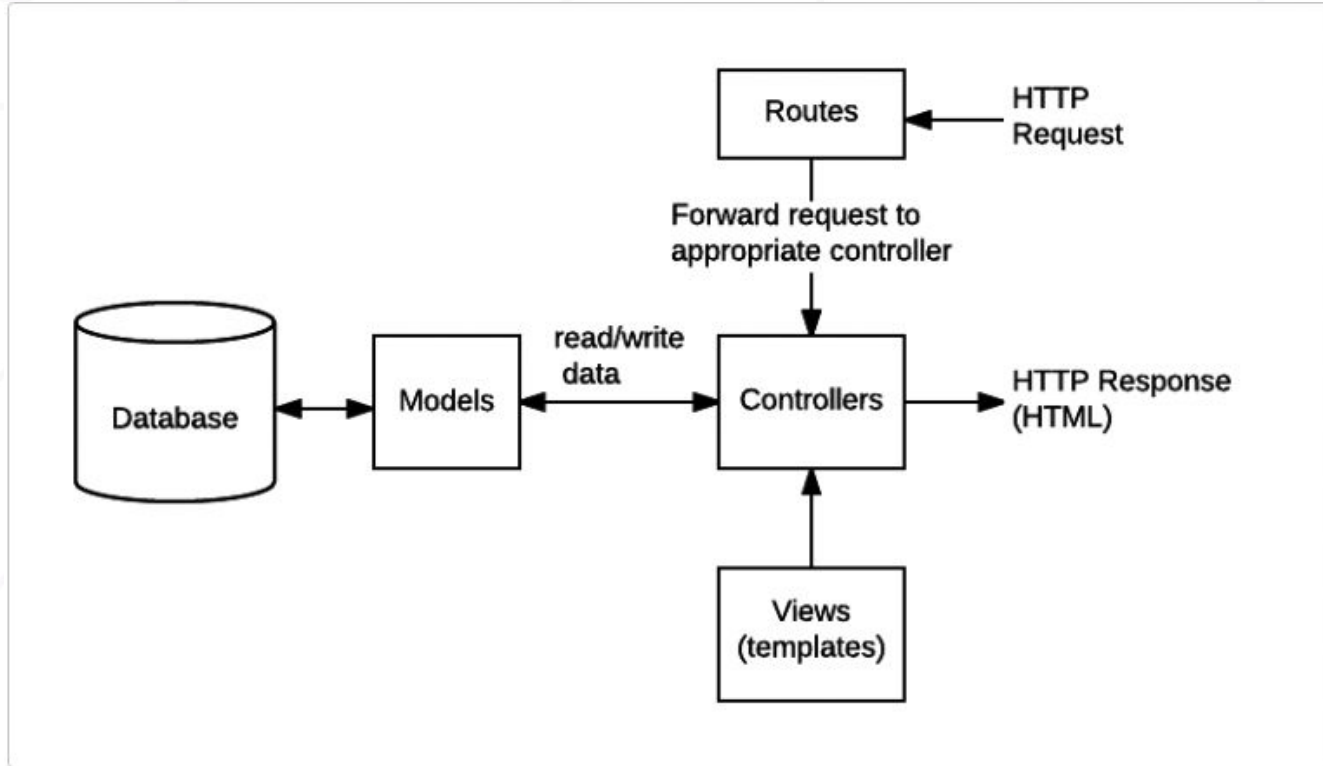 Routes
HTTP
Request
Forward request to
appropriate controller
Database
Models
read/write
data
Controllers
HTTP Response
(HTML)
Views
(templates)